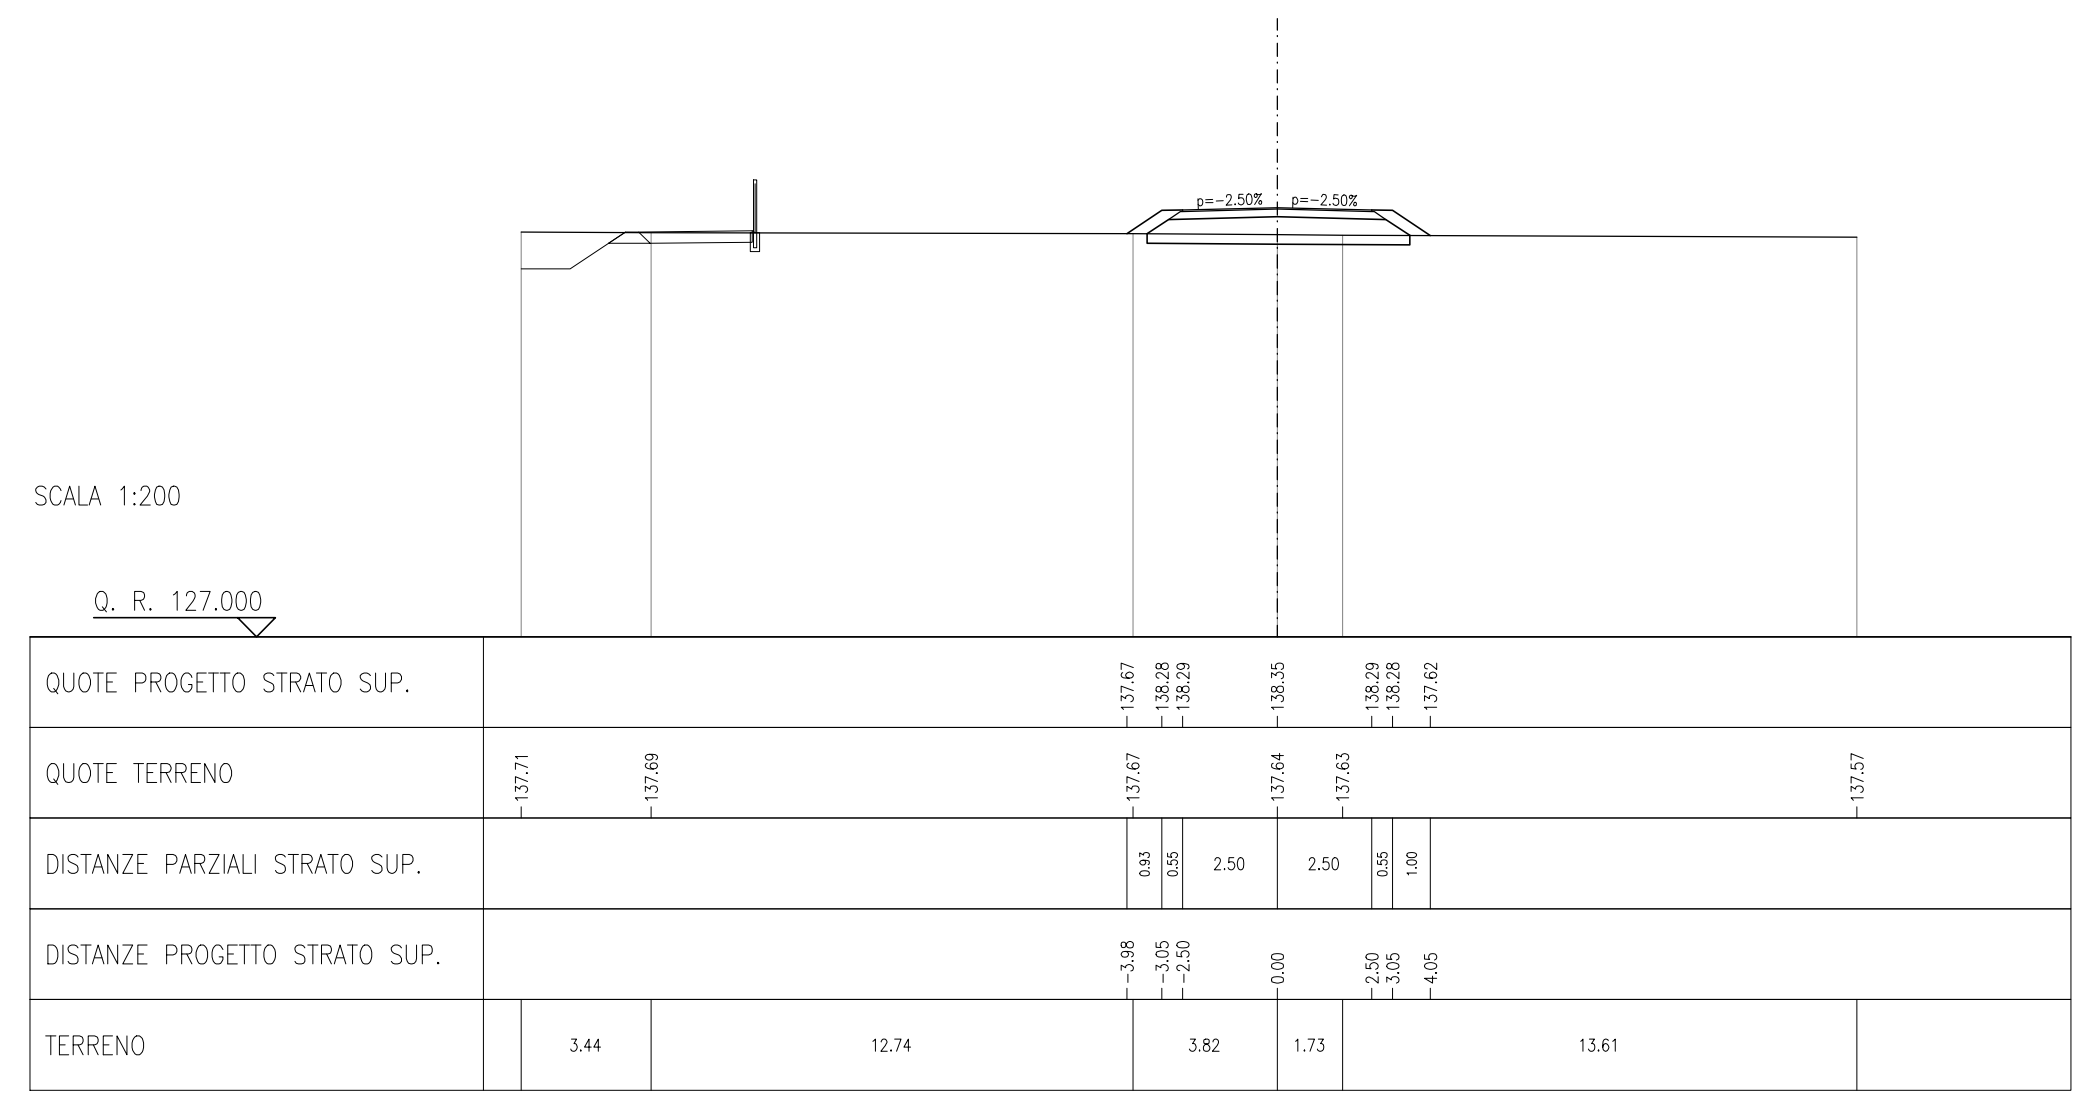 p=-2.50% p=-2.50%
SCALA 1:200
Q. R. 127.000
QUOTE PROGETTO STRATO SUP. 137.67 138.28 138.29 138.35 138.29 138.28 137.62
QUOTE TERRENO 137.71 137.69 137.67 137.64 137.63 137.57
DISTANZE PARZIALI STRATO SUP. 0.93 0.55 2.50 2.50 0.55 1.00
DISTANZE PROGETTO STRATO SUP. -3.98 -3.05 -2.50 0.00 2.50 3.05 4.05
TERRENO 3.44 12.74 3.82 1.73 13.61